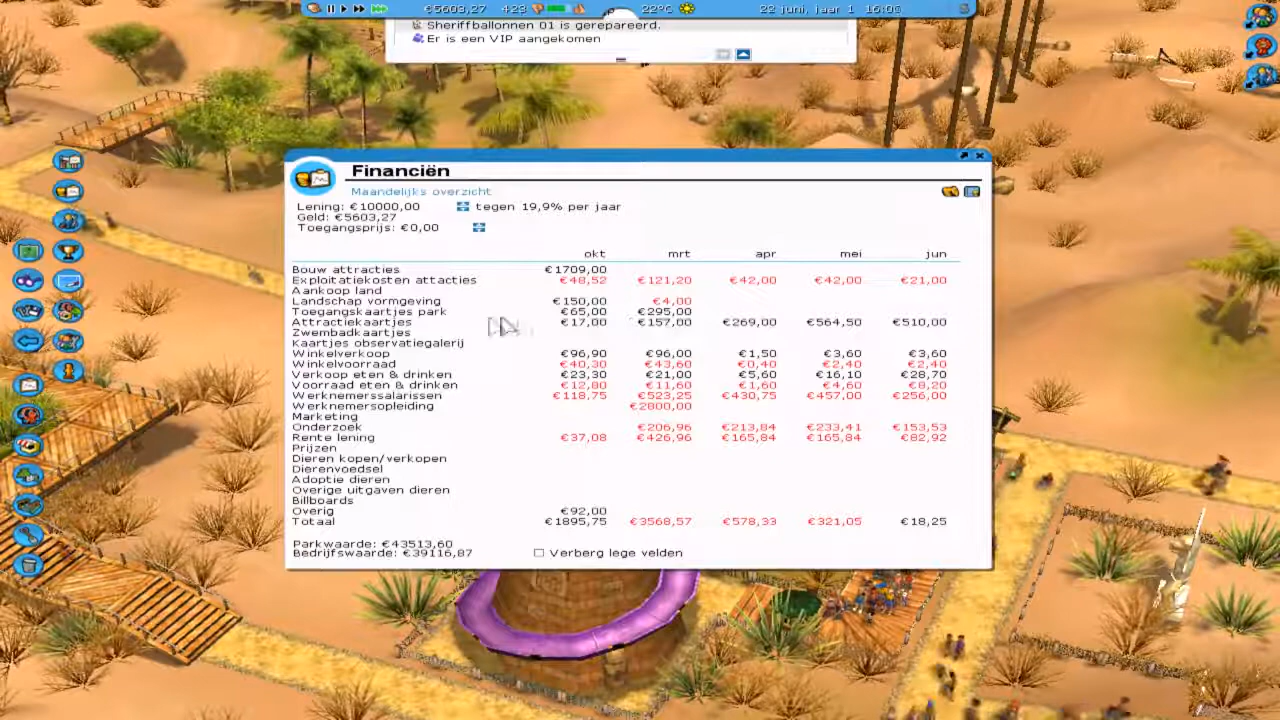 €5603,27 423 22°C 22 juni, jaar 1 16:00
Sheriffballonnen 01 is gerepareerd.
Er is een VIP aangekomen
Financiën
Maandelijks overzicht
Lening: €10000,00 tegen 19,9% per jaar
Geld: €5603,27
Toegangsprijs: €0,00
okt mrt apr mei jun
Bouw attracties €1709,00
Exploitatiekosten attacties €48,52 €121,20 €42,00 €42,00 €21,00
Aankoop land
Landschap vormgeving €150,00 €4,00
Toegangskaartjes park €65,00 €295,00
Attractiekaartjes €17,00 €157,00 €269,00 €564,50 €510,00
Zwembadkaartjes
Kaartjes observatiegalerij
Winkelverkoop €96,90 €96,00 €1,50 €3,60 €3,60
Winkelvoorraad €40,30 €43,60 €0,40 €2,40 €2,40
Verkoop eten & drinken €23,30 €21,00 €5,60 €16,10 €28,70
Voorraad eten & drinken €12,80 €11,60 €1,60 €4,60 €8,20
Werknemerssalarissen €118,75 €523,25 €430,75 €457,00 €256,00
Werknemersopleiding €2800,00
Marketing
Onderzoek €206,96 €213,84 €233,41 €153,53
Rente lening €37,08 €426,96 €165,84 €165,84 €82,92
Prijzen
Dieren kopen/verkopen
Dierenvoedsel
Adoptie dieren
Overige uitgaven dieren
Billboards
Overig €92,00
Totaal €1895,75 €3568,57 €578,33 €321,05 €18,25
Parkwaarde: €43513,60
Bedrijfswaarde: €39116,87 Verberg lege velden